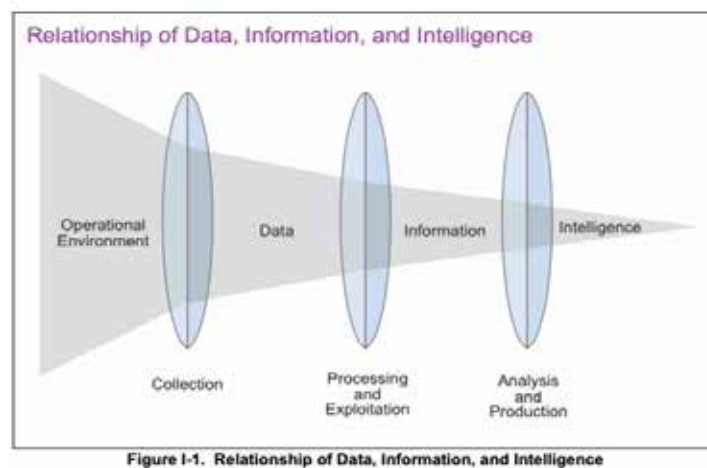 Relationship of Data, Information, and Intelligence
Operational
Environment
Data
Information
Intelligence
Collection
Processing
and
Exploitation
Analysis
and
Production
Figure I-1. Relationship of Data, Information, and Intelligence